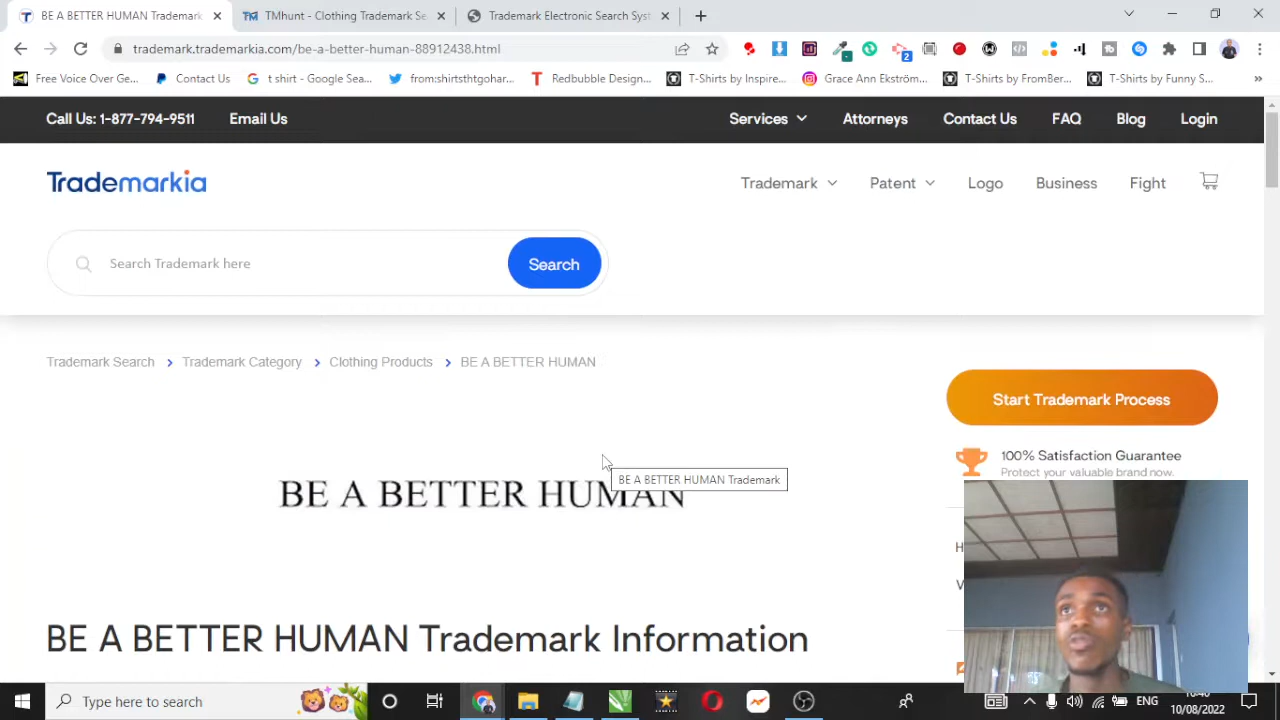 BE A BETTER HUMAN Trademark
TMhunt - Clothing Trademark Se
Trademark Electronic Search Syst
trademark.trademarkia.com/be-a-better-human-88912438.html
2
Free Voice Over Ge...
Contact Us
t shirt - Google Sea...
from:shirtsthtgohar...
Redbubble Design...
T-Shirts by Inspire...
Grace Ann Ekström...
T-Shirts by FromBer...
T-Shirts by Funny S...
»
Call Us: 1-877-794-9511
Email Us
Services
Attorneys
Contact Us
FAQ
Blog
Login
Trademarkia
Trademark
Patent
Logo
Business
Fight
Search Trademark here
Search
Trademark Search > Trademark Category > Clothing Products > BE A BETTER HUMAN
Start Trademark Process
100% Satisfaction Guarantee
Protect your valuable brand now.
BE A BETTER HUMAN Trademark
BE A BETTER HUMAN
BE A BETTER HUMAN Trademark Information
Type here to search
ENG
10/08/2022